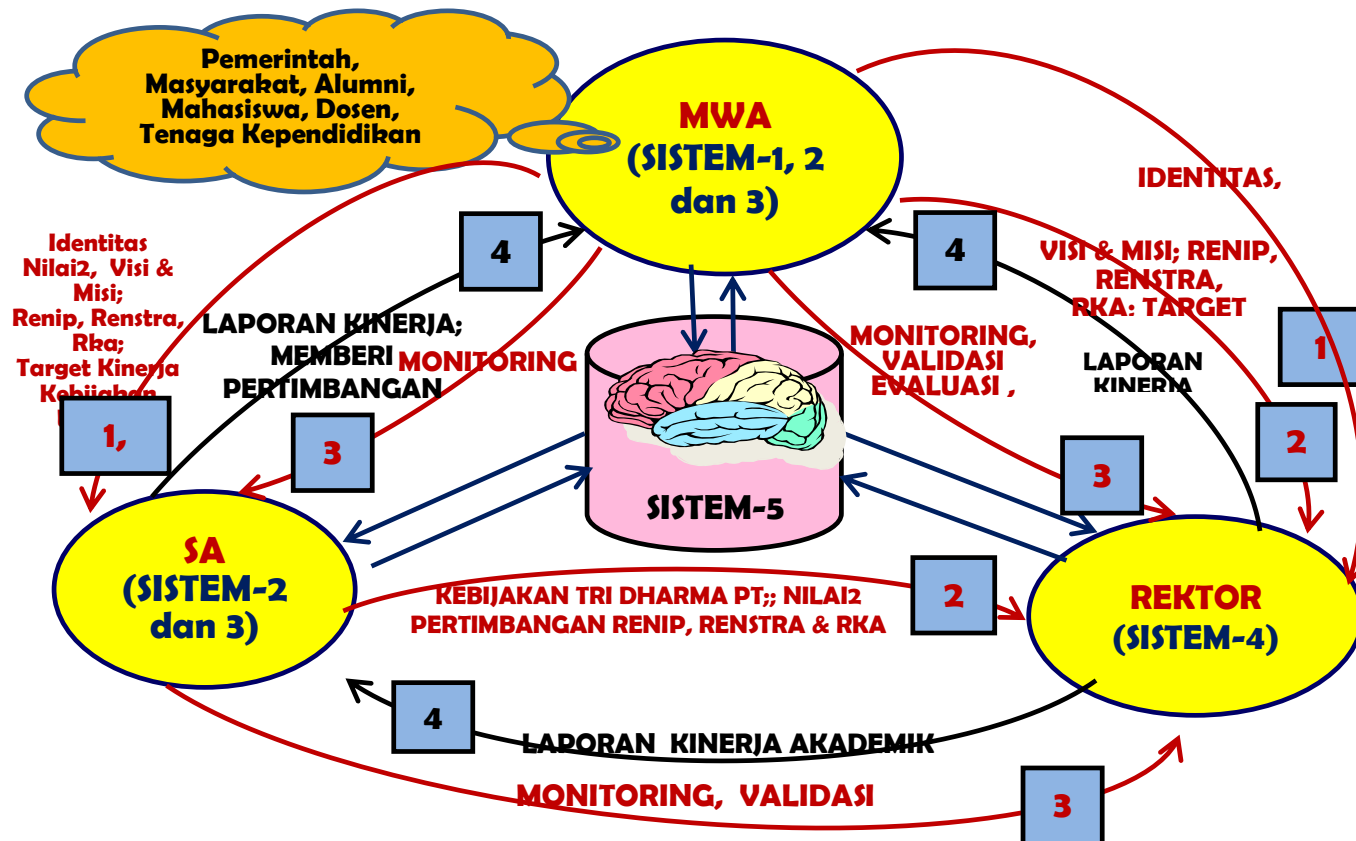 Pemerintah,
Masyarakat, Alumni,
Mahasiswa, Dosen,
Tenaga Kependidikan
MWA
(SISTEM-1, 2
dan 3)
IDENTITAS,
4
4
Identitas
Nilai2, Visi &
Misi;
Renip, Renstra,
Rka;
Target Kinerja
Kebijakan
VISI & MISI; RENIP,
RENSTRA,
RKA: TARGET
LAPORAN KINERJA;
MEMBERI
PERTIMBANGAN
MONITORING
MONITORING,
VALIDASI
EVALUASI ,
LAPORAN
KINERJA
1
1,
3
2
3
SISTEM-5
SA
(SISTEM-2
dan 3)
KEBIJAKAN TRI DHARMA PT;; NILAI2
PERTIMBANGAN RENIP, RENSTRA & RKA
2
REKTOR
(SISTEM-4)
4
LAPORAN KINERJA AKADEMIK
MONITORING, VALIDASI
3